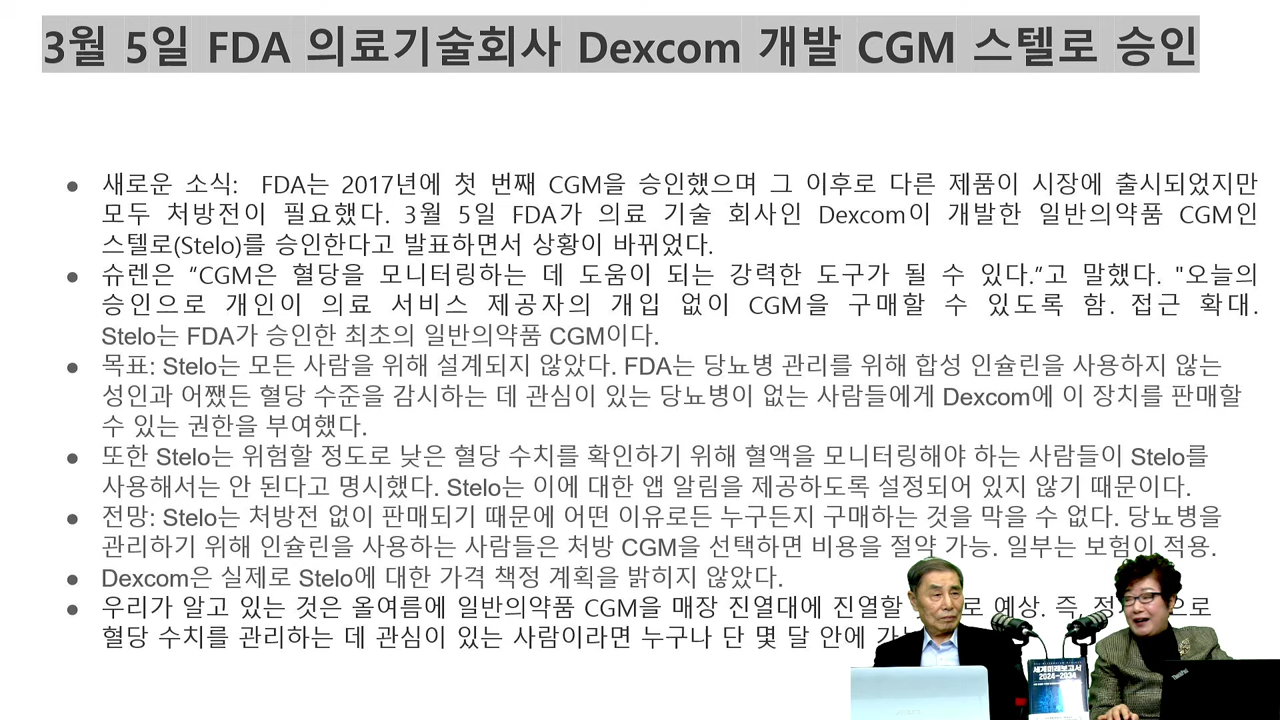 3월 5일 FDA 의료기술회사 Dexcom 개발 CGM 스텔로 승인
● 새로운 소식: FDA는 2017년에 첫 번째 CGM을 승인했으며 그 이후로 다른 제품이 시장에 출시되었지만
모두 처방전이 필요했다. 3월 5일 FDA가 의료 기술 회사인 Dexcom이 개발한 일반의약품 CGM인
스텔로(Stelo)를 승인한다고 발표하면서 상황이 바뀌었다.
● 슈렌은 “CGM은 혈당을 모니터링하는 데 도움이 되는 강력한 도구가 될 수 있다.”고 말했다. "오늘의
승인으로 개인이 의료 서비스 제공자의 개입 없이 CGM을 구매할 수 있도록 함. 접근 확대.
Stelo는 FDA가 승인한 최초의 일반의약품 CGM이다.
● 목표: Stelo는 모든 사람을 위해 설계되지 않았다. FDA는 당뇨병 관리를 위해 합성 인슐린을 사용하지 않는
성인과 어쨌든 혈당 수준을 감시하는 데 관심이 있는 당뇨병이 없는 사람들에게 Dexcom에 이 장치를 판매할
수 있는 권한을 부여했다.
● 또한 Stelo는 위험할 정도로 낮은 혈당 수치를 확인하기 위해 혈액을 모니터링해야 하는 사람들이 Stelo를
사용해서는 안 된다고 명시했다. Stelo는 이에 대한 앱 알림을 제공하도록 설정되어 있지 않기 때문이다.
● 전망: Stelo는 처방전 없이 판매되기 때문에 어떤 이유로든 누구든지 구매하는 것을 막을 수 없다. 당뇨병을
관리하기 위해 인슐린을 사용하는 사람들은 처방 CGM을 선택하면 비용을 절약 가능. 일부는 보험이 적용.
● Dexcom은 실제로 Stelo에 대한 가격 책정 계획을 밝히지 않았다.
● 우리가 알고 있는 것은 올여름에 일반의약품 CGM을 매장 진열대에 진열할 로 예상. 즉, 으로
혈당 수치를 관리하는 데 관심이 있는 사람이라면 누구나 단 몇 달 안에
세계미래보고서
2024-2034
ThinkPad